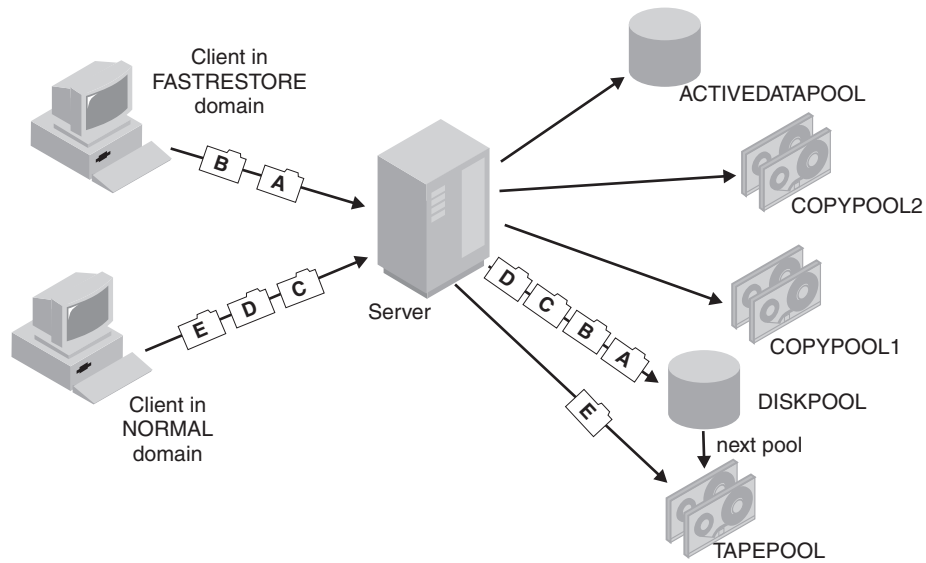 Client in
FASTRESTORE
domain
ACTIVEDATAPOOL
B
A
COPYPOOL2
E
D
C
Server
D
C
B
A
COPYPOOL1
DISKPOOL
E
Client in
NORMAL
domain
next pool
TAPEPOOL